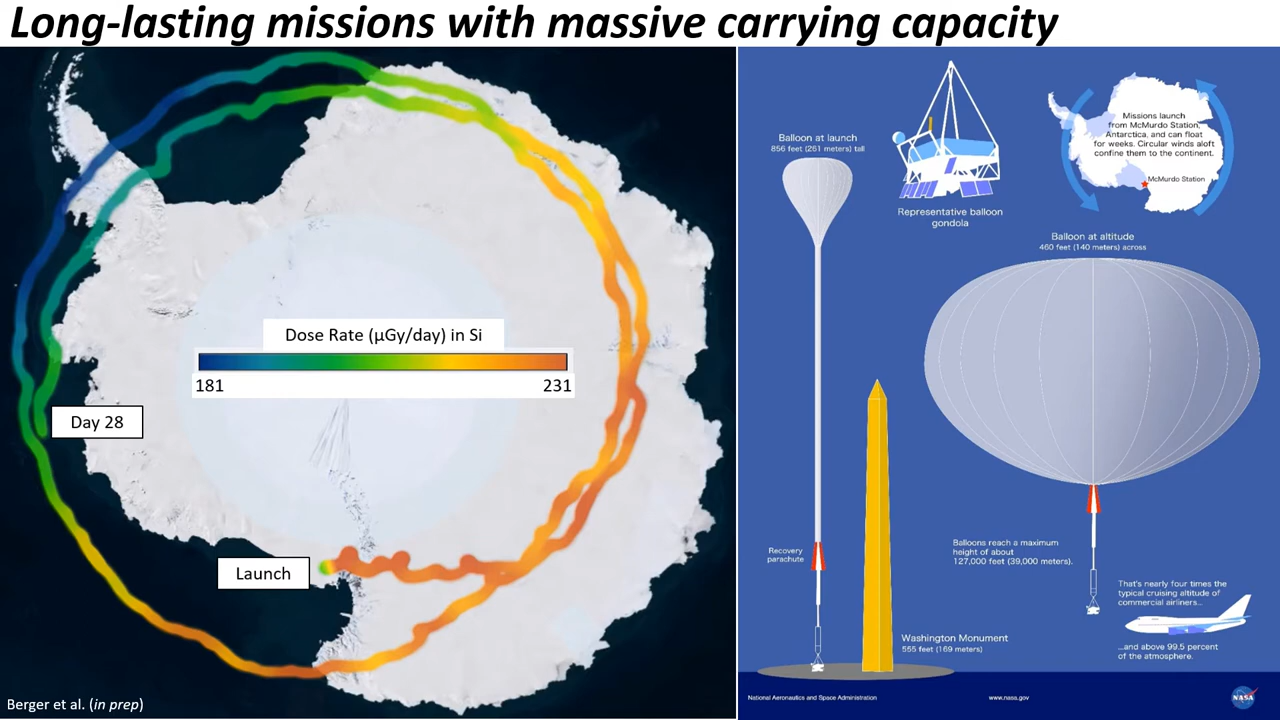 Long-lasting missions with massive carrying capacity
Dose Rate (μGy/day) in Si
181
231
Day 28
Launch
Berger et al. (in prep)
Balloon at launch
856 feet (261 meters) tall
Representative balloon
gondola
Missions launch
from McMurdo Station,
Antarctica, and can float
for weeks. Circular winds aloft
confine them to the continent.
McMurdo Station
Balloon at altitude
460 feet (140 meters) across
Recovery
parachute
Balloons reach a maximum
height of about
127,000 feet (39,000 meters).
That's nearly four times the
typical cruising altitude of
commercial airliners...
...and above 99.5 percent
of the atmosphere.
Washington Monument
555 feet (169 meters)
National Aeronautics and Space Administration
www.nasa.gov
NASA